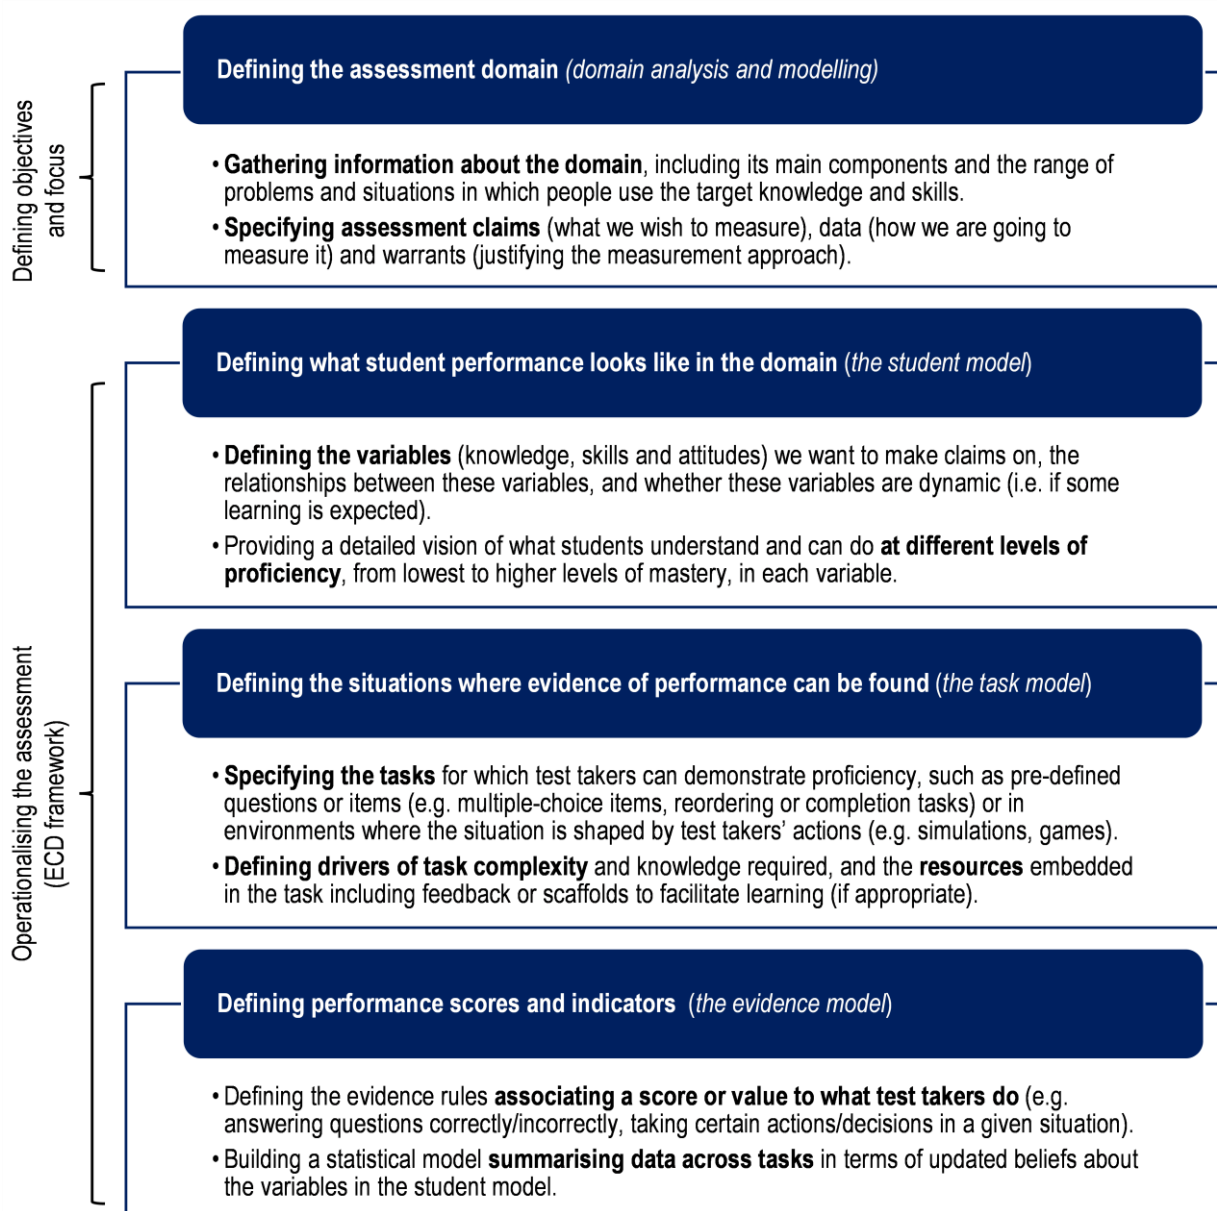 Defining objectives
and focus
Defining the assessment domain (domain analysis and modelling)
• Gathering information about the domain, including its main components and the range of
problems and situations in which people use the target knowledge and skills.
• Specifying assessment claims (what we wish to measure), data (how we are going to
measure it) and warrants (justifying the measurement approach).
Operationalising the assessment
(ECD framework)
Defining what student performance looks like in the domain (the student model)
• Defining the variables (knowledge, skills and attitudes) we want to make claims on, the
relationships between these variables, and whether these variables are dynamic (i.e. if some
learning is expected).
• Providing a detailed vision of what students understand and can do at different levels of
proficiency, from lowest to higher levels of mastery, in each variable.
Defining the situations where evidence of performance can be found (the task model)
• Specifying the tasks for which test takers can demonstrate proficiency, such as pre-defined
questions or items (e.g. multiple-choice items, reordering or completion tasks) or in
environments where the situation is shaped by test takers’ actions (e.g. simulations, games).
• Defining drivers of task complexity and knowledge required, and the resources embedded
in the task including feedback or scaffolds to facilitate learning (if appropriate).
Defining performance scores and indicators (the evidence model)
• Defining the evidence rules associating a score or value to what test takers do (e.g.
answering questions correctly/incorrectly, taking certain actions/decisions in a given situation).
• Building a statistical model summarising data across tasks in terms of updated beliefs about
the variables in the student model.